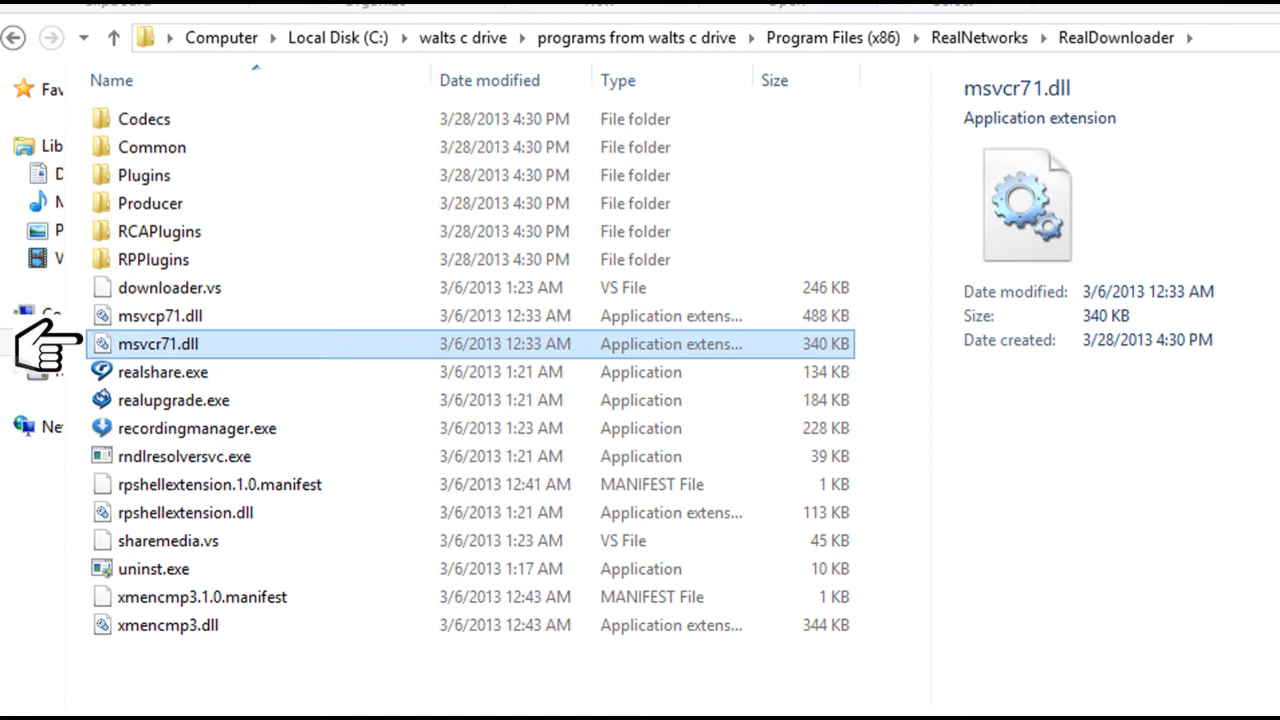 Computer Local Disk (C:) walts c drive programs from walts c drive Program Files (x86) RealNetworks RealDownloader
Name Date modified Type Size
Codecs 3/28/2013 4:30 PM File folder
Common 3/28/2013 4:30 PM File folder
Plugins 3/28/2013 4:30 PM File folder
Producer 3/28/2013 4:30 PM File folder
RCAPlugins 3/28/2013 4:30 PM File folder
RPPlugins 3/28/2013 4:30 PM File folder
downloader.vs 3/6/2013 1:23 AM VS File 246 KB
msvcp71.dll 3/6/2013 12:33 AM Application extens... 488 KB
msvcr71.dll 3/6/2013 12:33 AM Application extens... 340 KB
realshare.exe 3/6/2013 1:21 AM Application 134 KB
realupgrade.exe 3/6/2013 1:21 AM Application 184 KB
recordingmanager.exe 3/6/2013 1:23 AM Application 228 KB
rndlresolversvc.exe 3/6/2013 1:21 AM Application 39 KB
rpshellextension.1.0.manifest 3/6/2013 12:41 AM MANIFEST File 1 KB
rpshellextension.dll 3/6/2013 1:21 AM Application extens... 113 KB
sharemedia.vs 3/6/2013 1:23 AM VS File 45 KB
uninst.exe 3/6/2013 1:17 AM Application 10 KB
xmencmp3.1.0.manifest 3/6/2013 12:43 AM MANIFEST File 1 KB
xmencmp3.dll 3/6/2013 12:43 AM Application extens... 344 KB
Fav
Lib
Ne
msvcr71.dll
Application extension
Date modified: 3/6/2013 12:33 AM
Size: 340 KB
Date created: 3/28/2013 4:30 PM